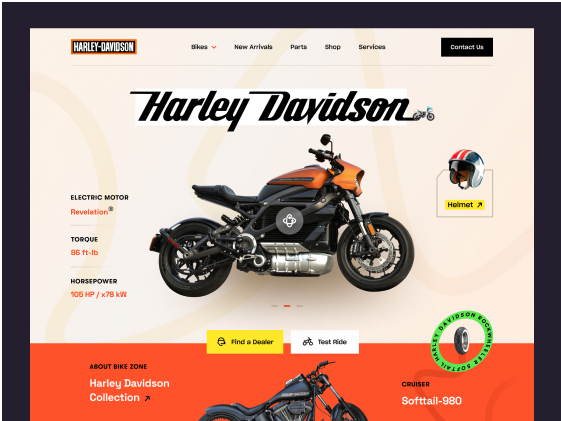 HARLEY-DAVIDSON
Bikes
New Arrivals
Parts
Shop
Services
Contact Us
Harley Davidson
ELECTRIC MOTOR
Revelation®
TORQUE
86 ft-lb
HORSEPOWER
105 HP / x78 kW
Helmet
Find a Dealer
Test Ride
HARLEY DAVIDSON ROCKWHEELES SOFTTAIL
ABOUT BIKE ZONE
Harley Davidson
Collection
CRUISER
Softtail-980